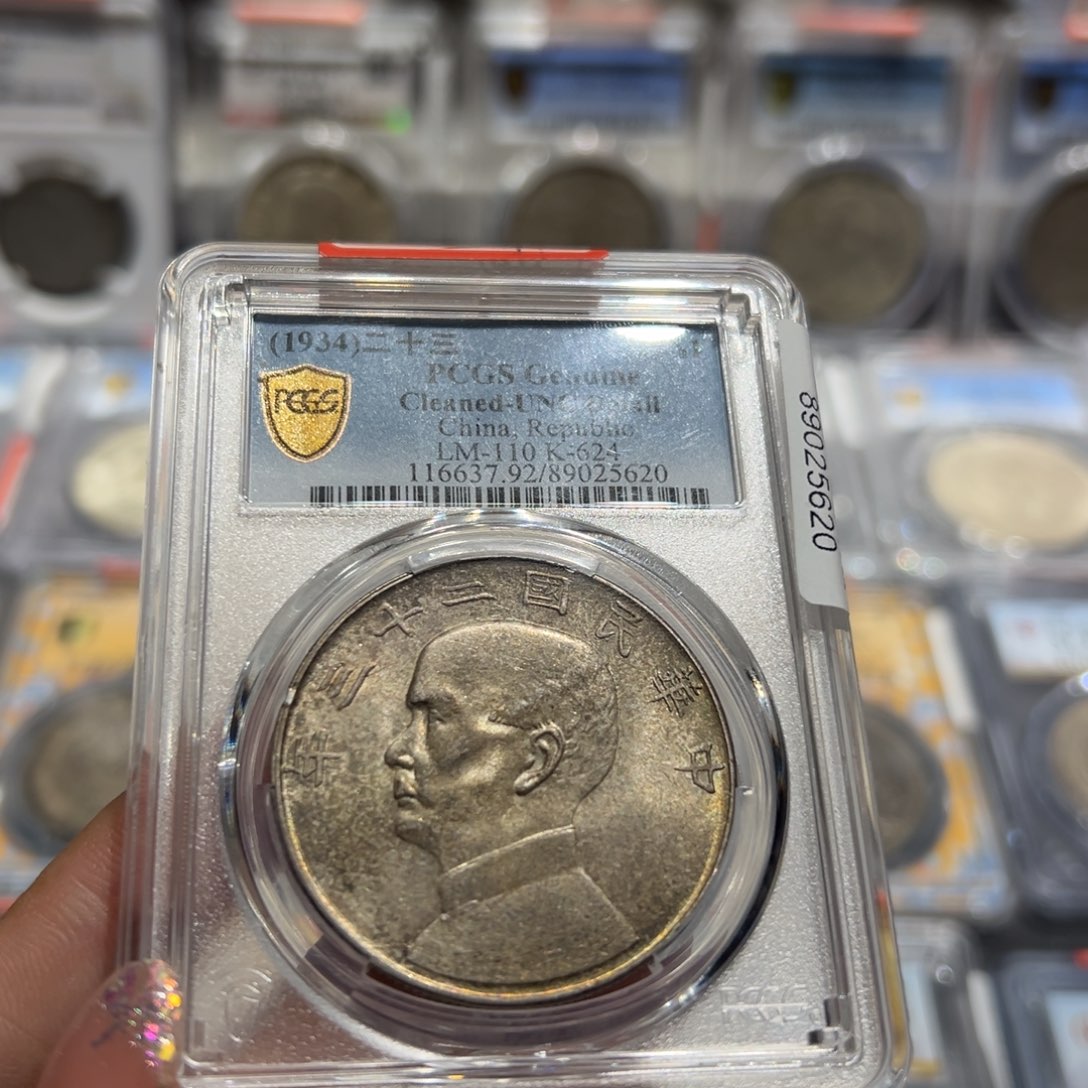 (1934)二十三 $1
PCGS Genuine
Cleaned-UNC Detail
China, Republic
LM-110 K-624
116637.92/89025620
PCGS
89025620
中華民國二十三年
PCGS